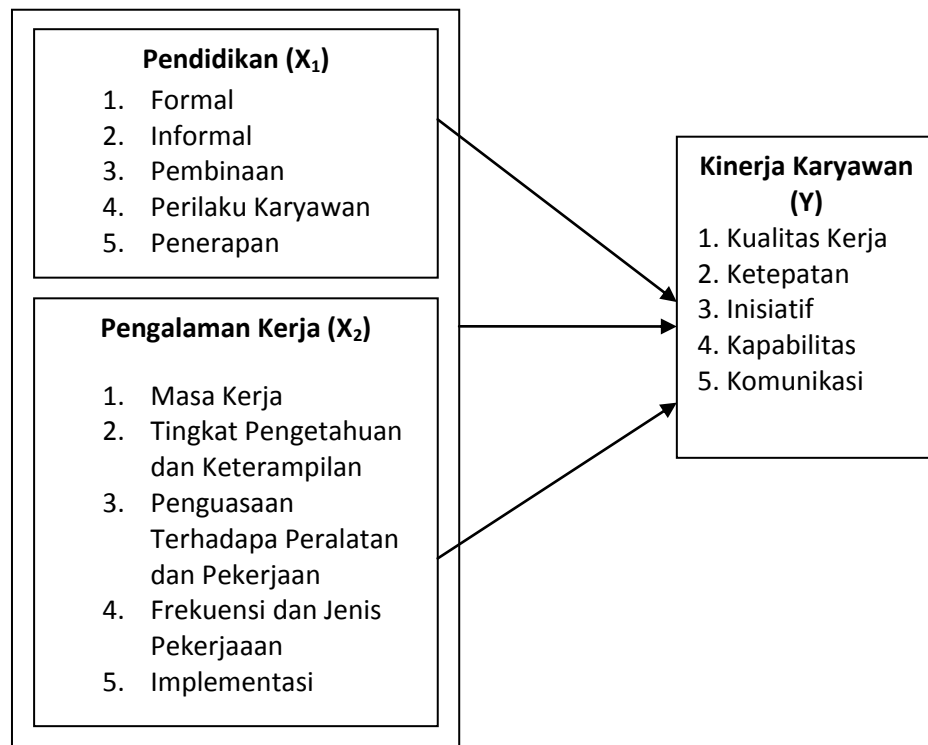 Pendidikan (X₁)
1. Formal
2. Informal
3. Pembinaan
4. Perilaku Karyawan
5. Penerapan
Pengalaman Kerja (X₂)
1. Masa Kerja
2. Tingkat Pengetahuan
dan Keterampilan
3. Penguasaan
Terhadapa Peralatan
dan Pekerjaan
4. Frekuensi dan Jenis
Pekerjaaan
5. Implementasi
Kinerja Karyawan
(Y)
1. Kualitas Kerja
2. Ketepatan
3. Inisiatif
4. Kapabilitas
5. Komunikasi